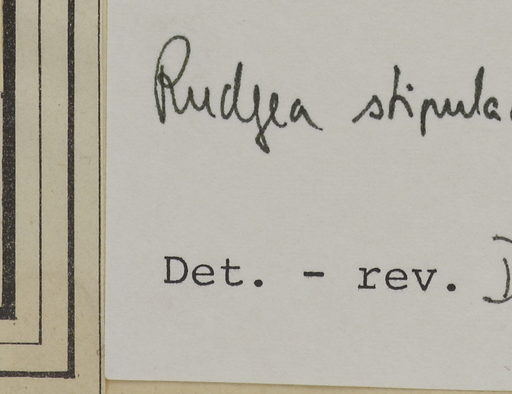 Rudgea stipula
Det. - rev. D